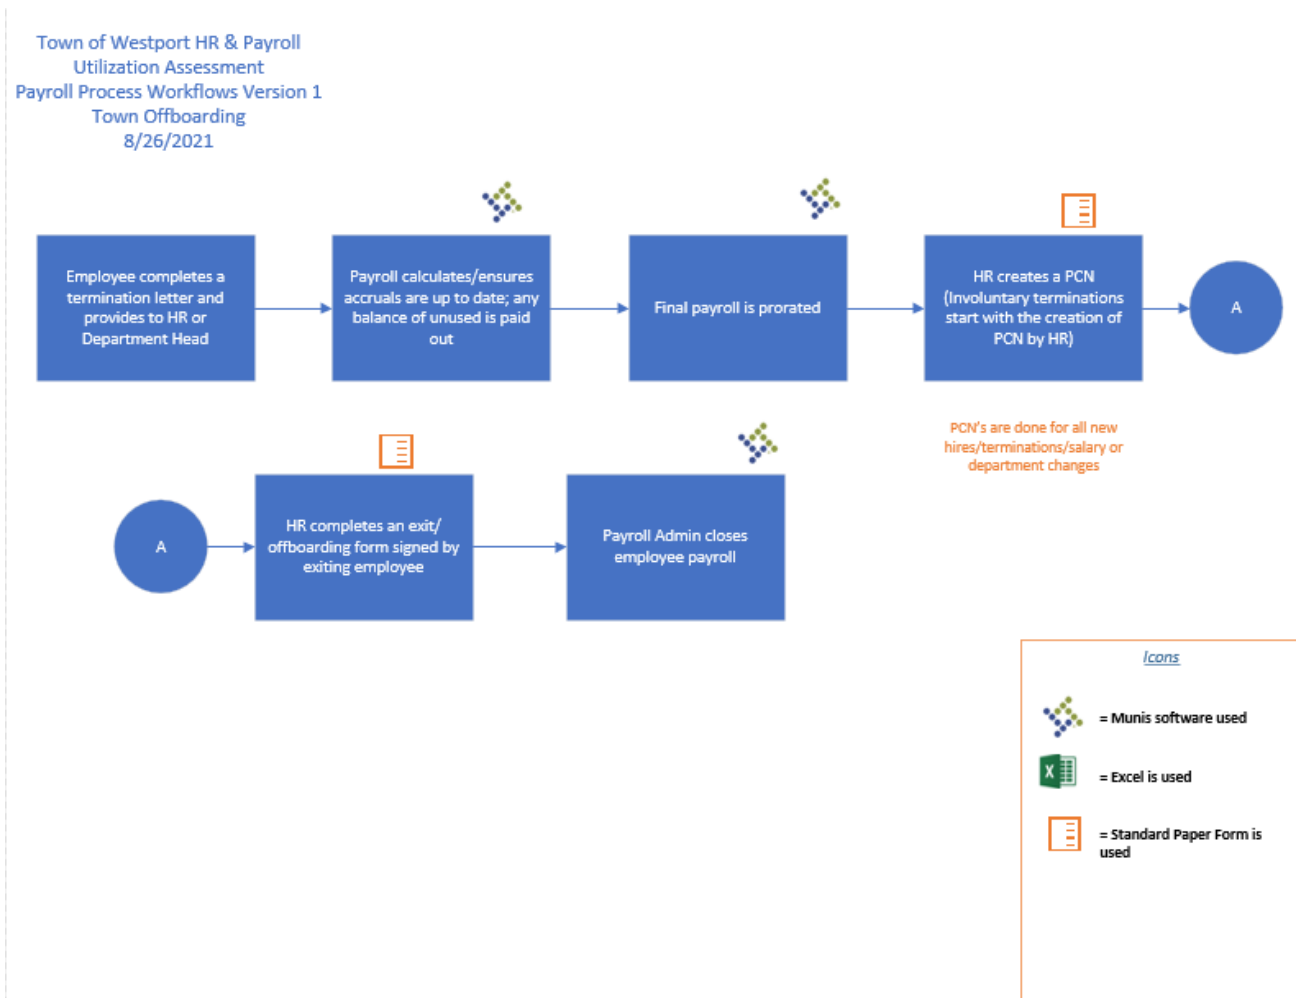 Town of Westport HR & Payroll
Utilization Assessment
Payroll Process Workflows Version 1
Town Offboarding
8/26/2021
Employee completes a
termination letter and
provides to HR or
Department Head
Payroll calculates/ensures
accruals are up to date; any
balance of unused is paid
out
Final payroll is prorated
HR creates a PCN
(Involuntary terminations
start with the creation of
PCN by HR)
A
PCN's are done for all new
hires/terminations/salary or
department changes
A
HR completes an exit/
offboarding form signed by
exiting employee
Payroll Admin closes
employee payroll
Icons
= Munis software used
X
= Excel is used
= Standard Paper Form is
used